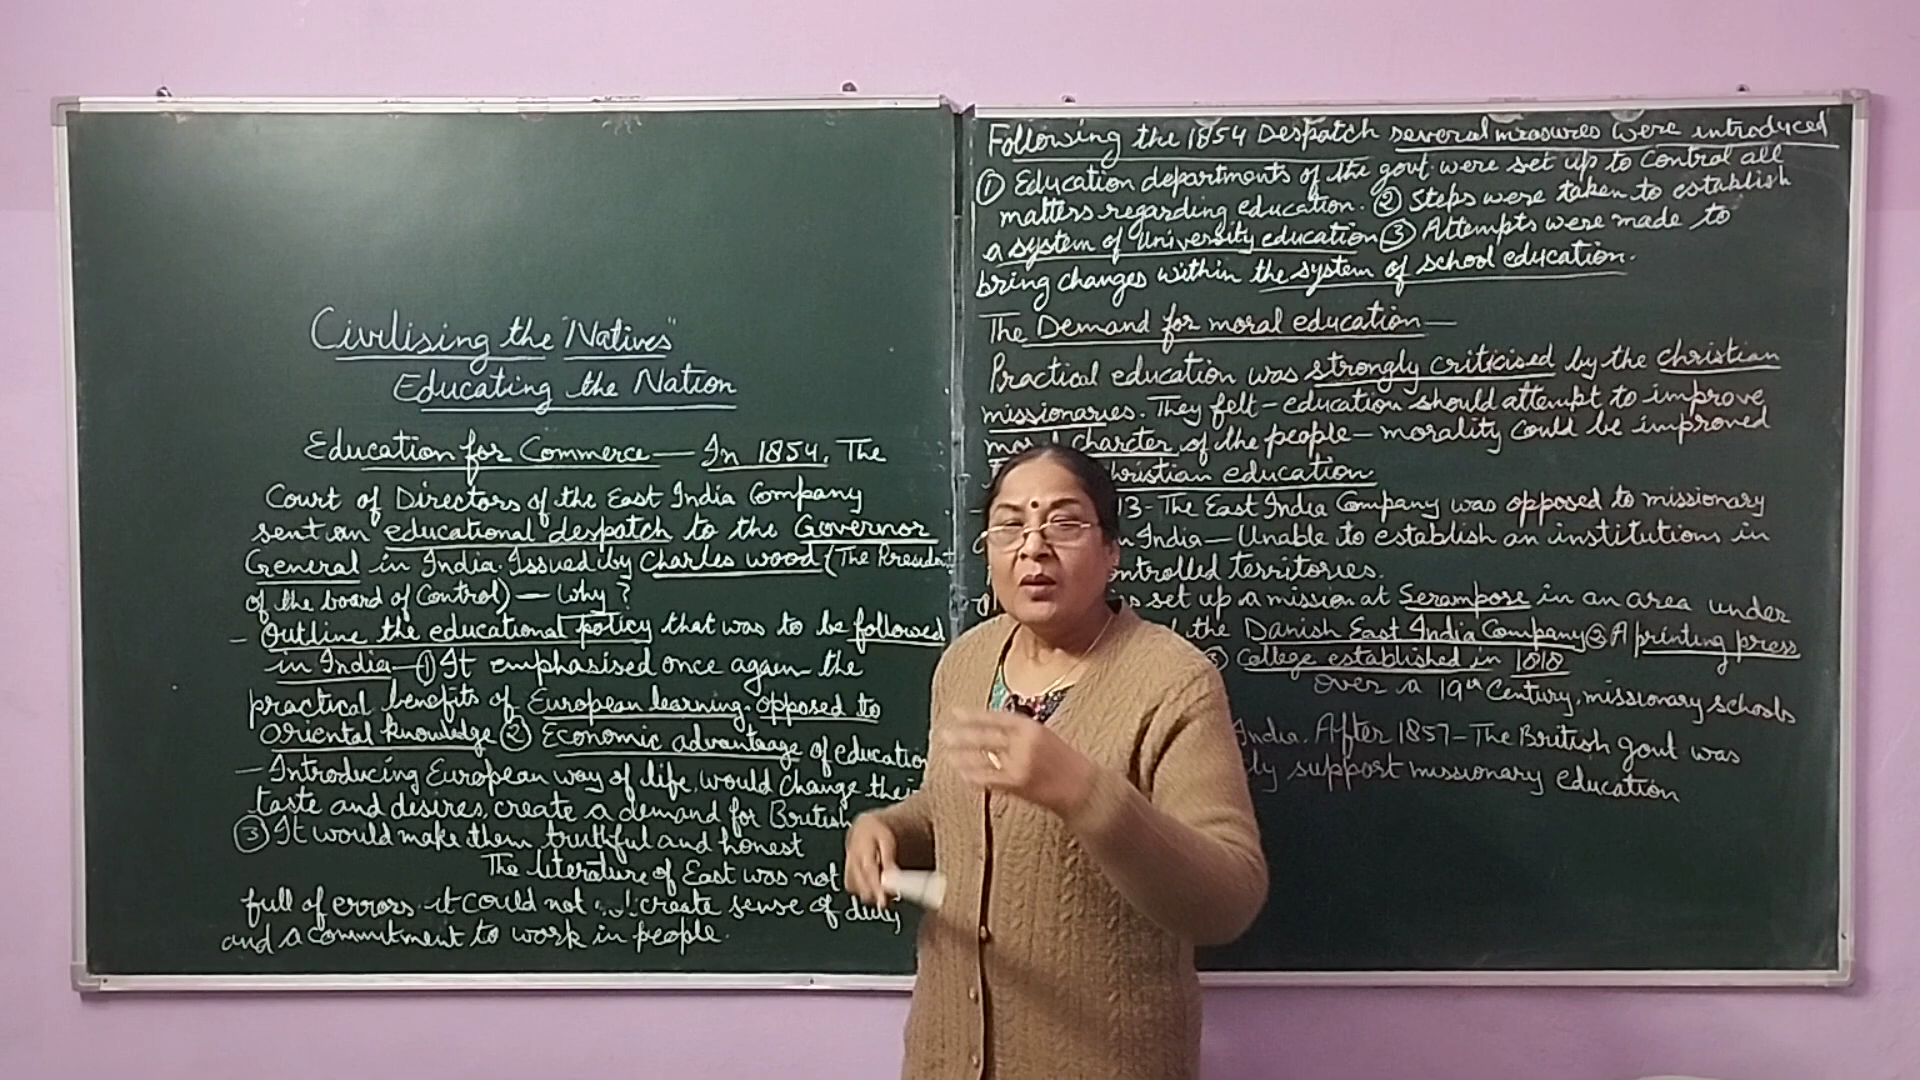 Civilising the "Natives"
Educating the Nation
Education for Commerce — In 1854. The
Court of Directors of the East India Company
sent an educational despatch to the Governor
General in India. Issued by Charles wood (The President
of the board of Control) — Why?
- Outline the educational policy that was to be followed
in India — ① It emphasised once again the
practical benefits of European learning. opposed to
Oriental knowledge ② Economic advantaage of education
- Introducing European way of life, would change their
taste and desires, create a demand for British
③ It would make them truthful and honest
The literature of East was not
full of errors. it could not create sense of duty
and a commitment to work in people.
Following the 1854 Despatch several measures were introduced
① Education departments of the govt. were set up to control all
matters regarding education. ② Steps were taken to establish
a system of University education ③ Attempts were made to
bring changes within the system of school education.
The Demand for moral education —
Practical education was strongly criticised by the christian
missionaries. They felt - education should attempt to improve
moral charcter of the people — morality could be improved
christian education
13 - The East India Company was opposed to missionary
India — Unable to establish an institutions in
controlled territories.
set up a mission at Serampore in an area under
the Danish East India Company ② A printing press
③ College established in 1818
over a 19th Century, missionary schools
India. After 1857 - The British govt was
support missionary education